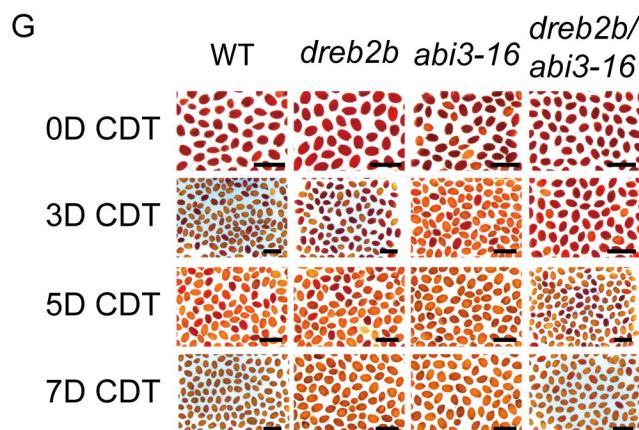 G
WT dreb2b abi3-16 dreb2b/
abi3-16
0D CDT
3D CDT
5D CDT
7D CDT